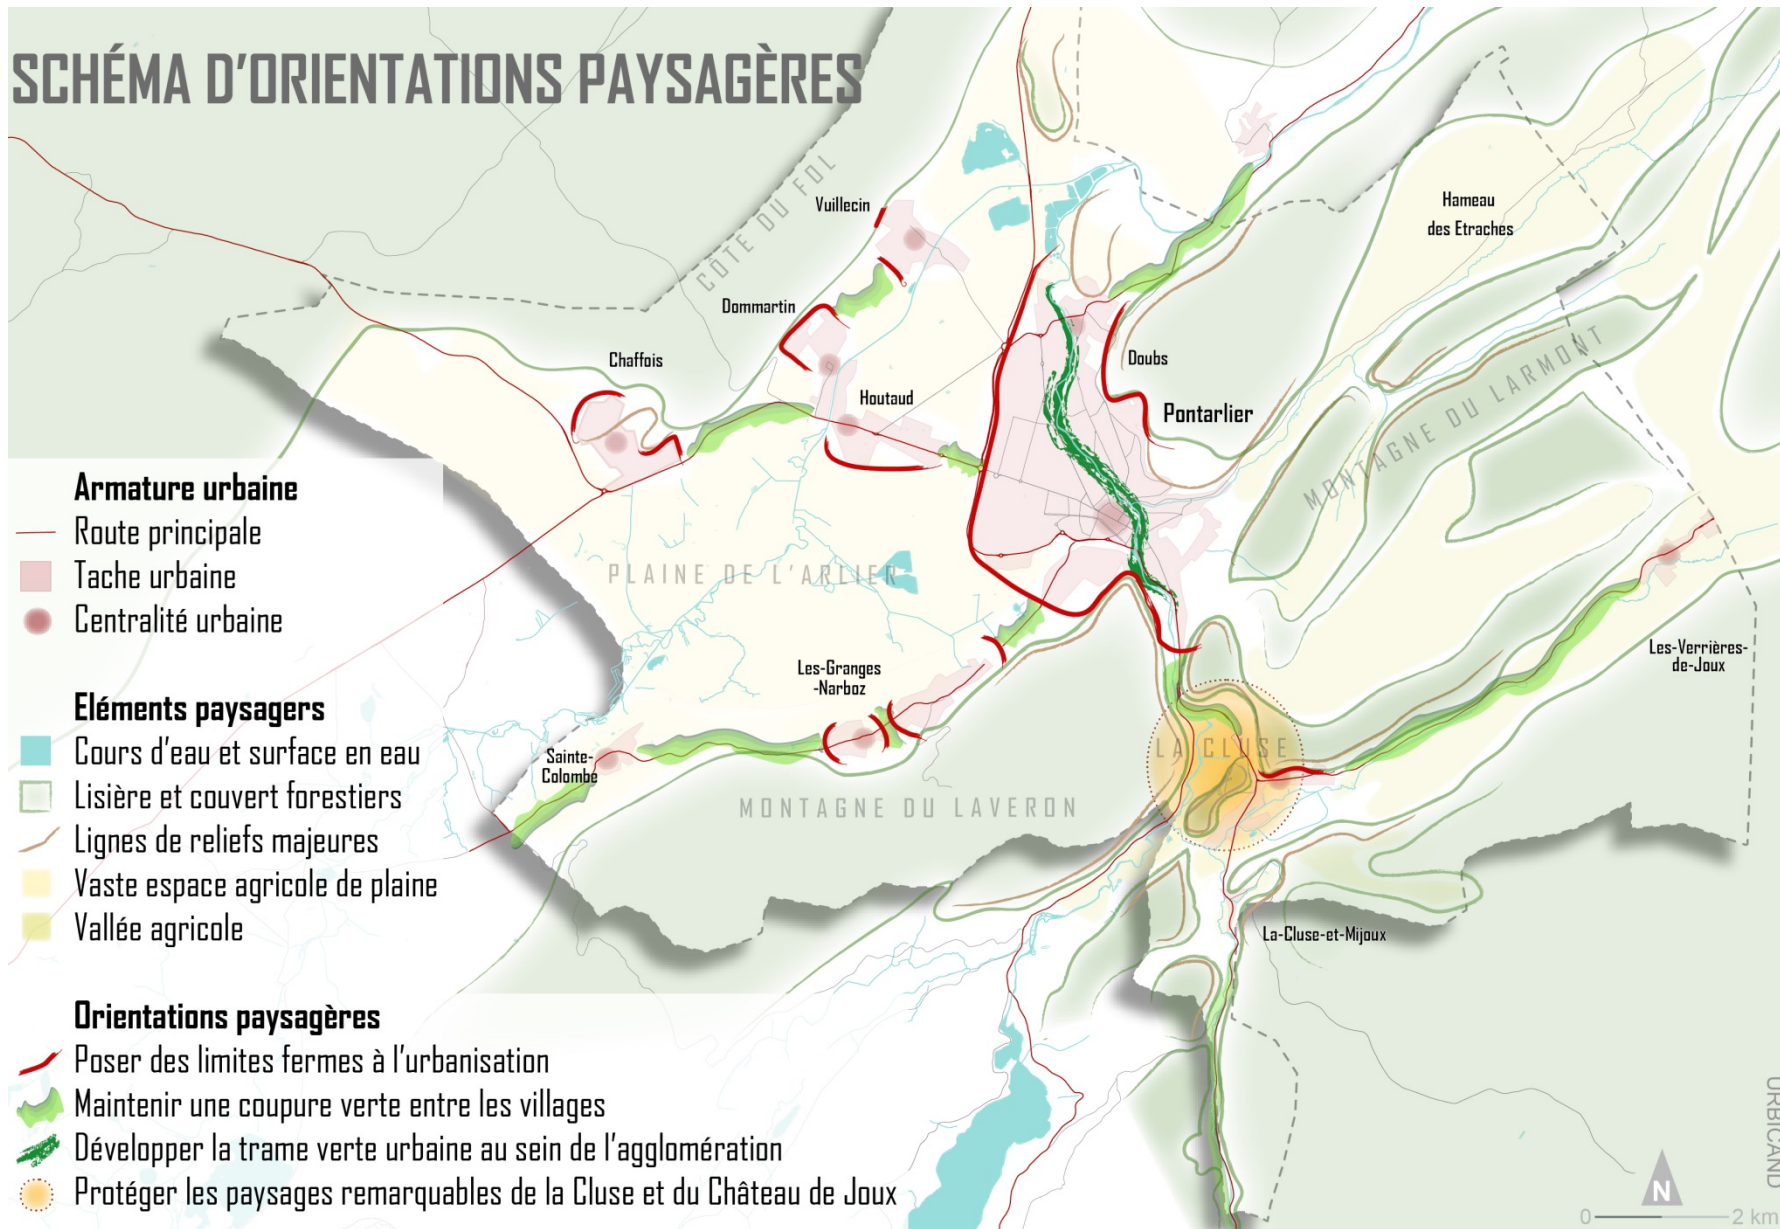 SCHÉMA D'ORIENTATIONS PAYSAGÈRES
CÔTE DU FOL
Vuillecin
Hameau
des Etraches
Dommartin
Chaffois
Houtaud
Doubs
Pontarlier
MONTAGNE DU LARMONT
PLAINE DE L'ARLIER
Les-Granges
-Narboz
Les-Verrières-
de-Joux
Sainte-
Colombe
LA CLUSE
MONTAGNE DU LAVERON
La-Cluse-et-Mijoux
Armature urbaine
Route principale
Tache urbaine
Centralité urbaine
Eléments paysagers
Cours d'eau et surface en eau
Lisière et couvert forestiers
Lignes de reliefs majeures
Vaste espace agricole de plaine
Vallée agricole
Orientations paysagères
Poser des limites fermes à l'urbanisation
Maintenir une coupure verte entre les villages
Développer la trame verte urbaine au sein de l'agglomération
Protéger les paysages remarquables de la Cluse et du Château de Joux
URBICAND
N
0 2 km